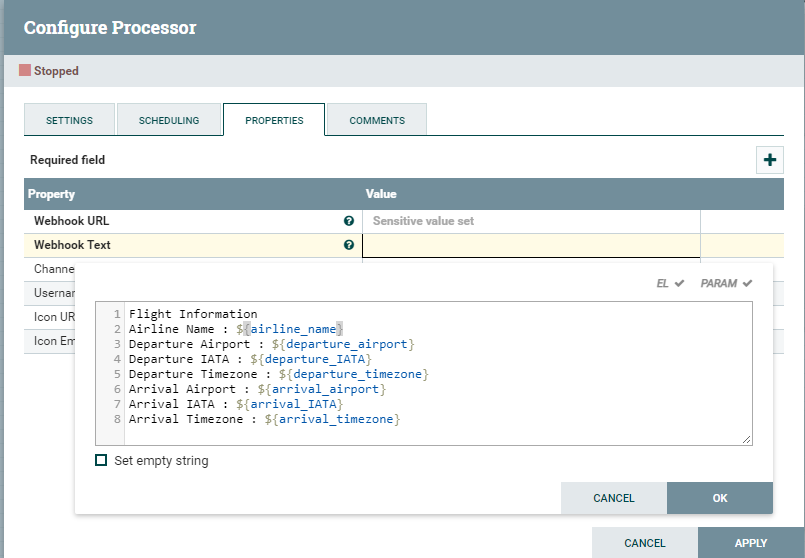 Configure Processor
Stopped
SETTINGS SCHEDULING PROPERTIES COMMENTS
Required field
Property Value
Webhook URL Sensitive value set
Webhook Text
Channe
Usernar
Icon UR
Icon Em
EL PARAM
1 Flight Information
2 Airline Name : ${airline_name}
3 Departure Airport : ${departure_airport}
4 Departure IATA : ${departure_IATA}
5 Departure Timezone : ${departure_timezone}
6 Arrival Airport : ${arrival_airport}
7 Arrival IATA : ${arrival_IATA}
8 Arrival Timezone : ${arrival_timezone}
Set empty string
CANCEL OK
CANCEL APPLY